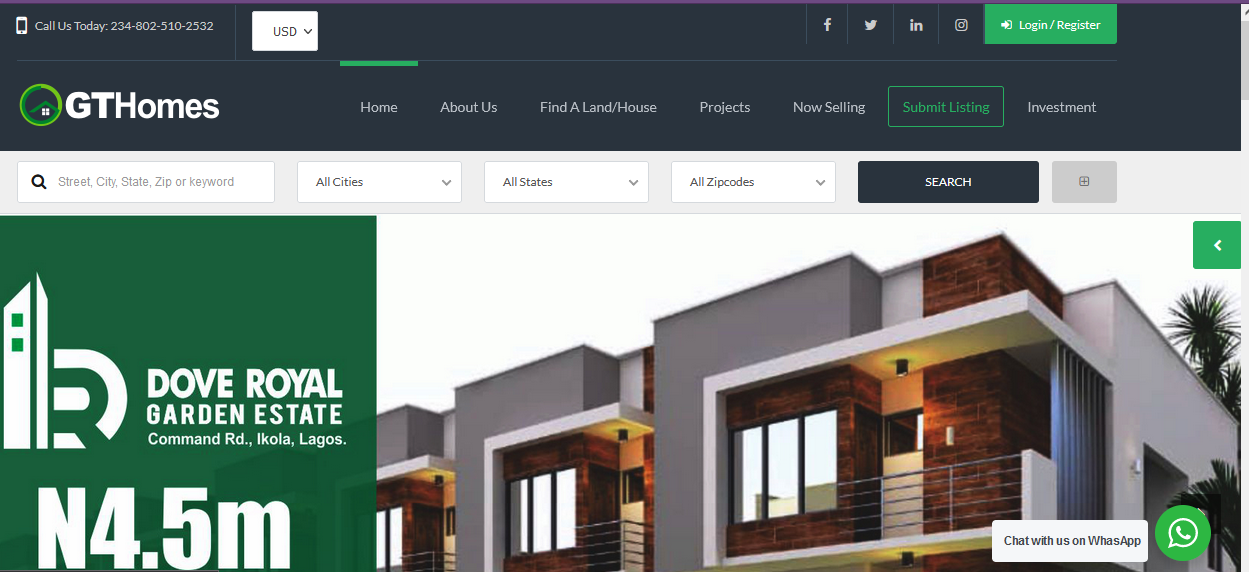 Call Us Today: 234-802-510-2532
USD
Login / Register
GTHomes
Home
About Us
Find A Land/House
Projects
Now Selling
Submit Listing
Investment
Street, City, State, Zip or keyword
All Cities
All States
All Zipcodes
SEARCH
DOVE ROYAL
GARDEN ESTATE
Command Rd., Ikola, Lagos.
N4.5m
Chat with us on WhasApp